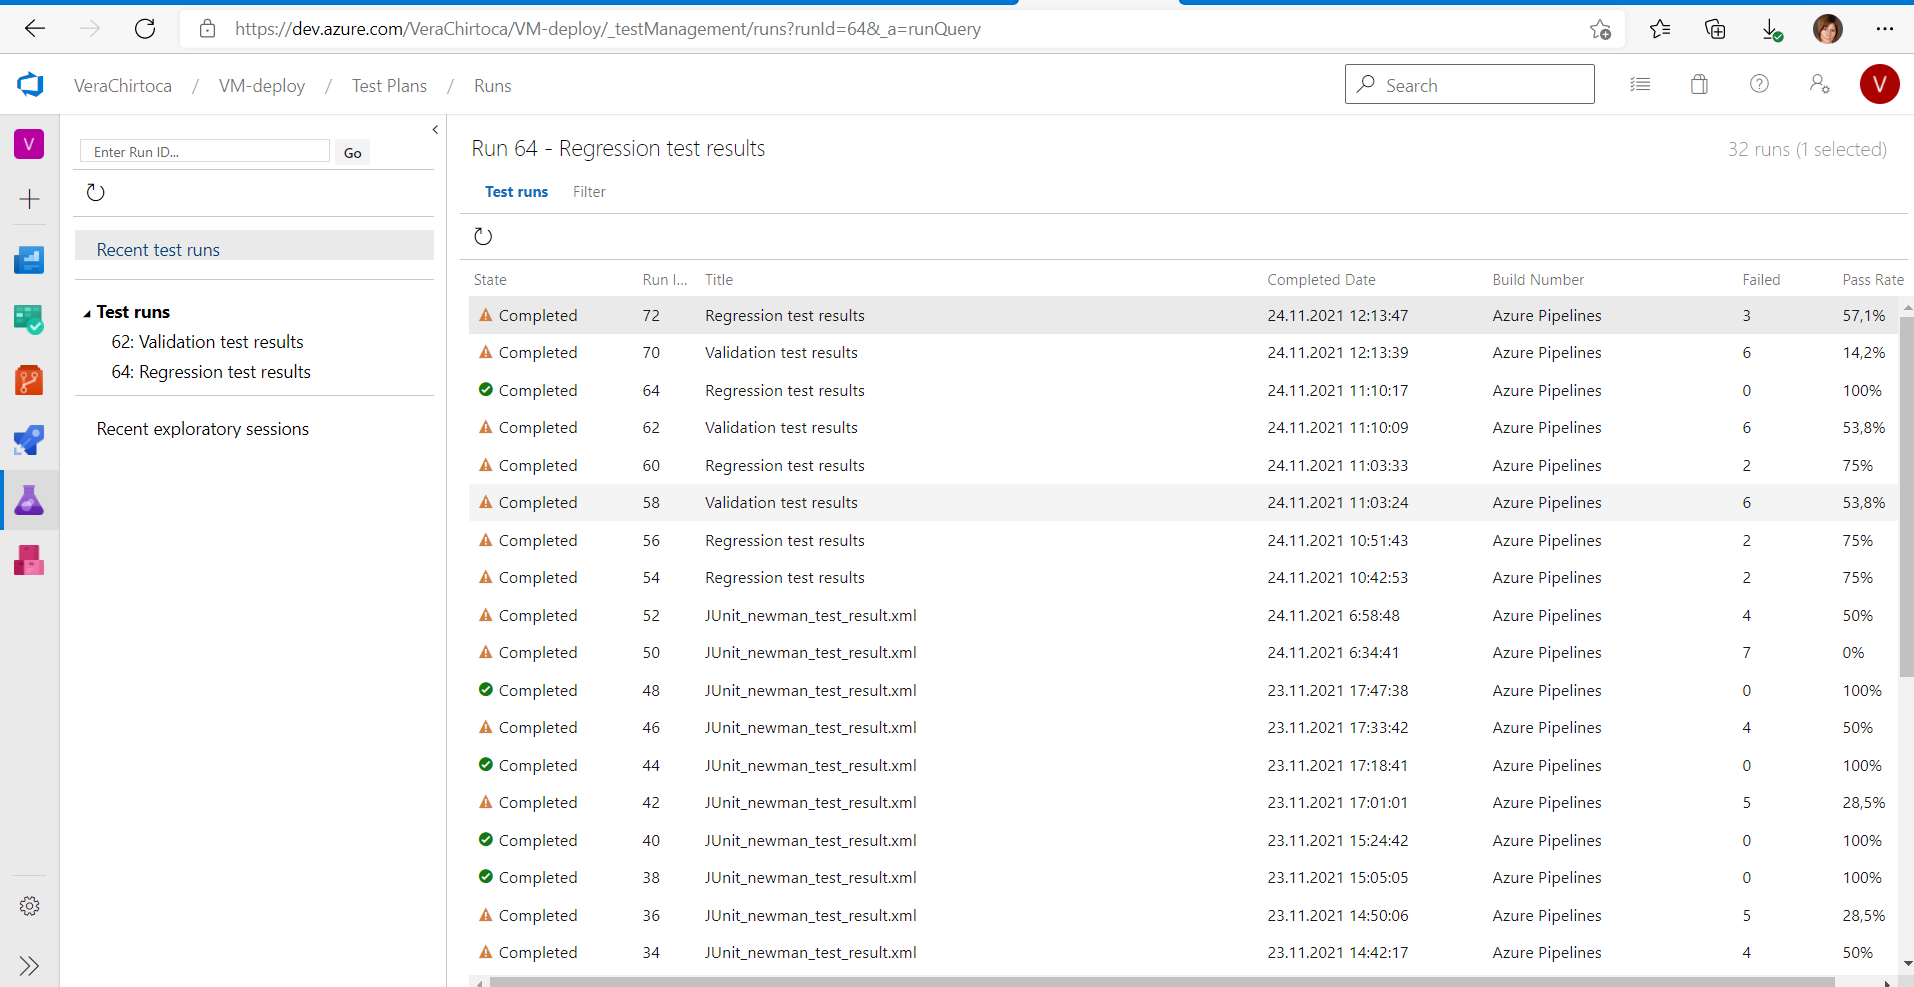 https://dev.azure.com/VeraChirtoca/VM-deploy/_testManagement/runs?runId=64&_a=runQuery
VeraChirtoca / VM-deploy / Test Plans / Runs
Search
V
V
Enter Run ID...
Go
Recent test runs
Test runs
62: Validation test results
64: Regression test results
Recent exploratory sessions
Run 64 - Regression test results
32 runs (1 selected)
Test runs Filter
State Run I... Title Completed Date Build Number Failed Pass Rate
Completed 72 Regression test results 24.11.2021 12:13:47 Azure Pipelines 3 57,1%
Completed 70 Validation test results 24.11.2021 12:13:39 Azure Pipelines 6 14,2%
Completed 64 Regression test results 24.11.2021 11:10:17 Azure Pipelines 0 100%
Completed 62 Validation test results 24.11.2021 11:10:09 Azure Pipelines 6 53,8%
Completed 60 Regression test results 24.11.2021 11:03:33 Azure Pipelines 2 75%
Completed 58 Validation test results 24.11.2021 11:03:24 Azure Pipelines 6 53,8%
Completed 56 Regression test results 24.11.2021 10:51:43 Azure Pipelines 2 75%
Completed 54 Regression test results 24.11.2021 10:42:53 Azure Pipelines 2 75%
Completed 52 JUnit_newman_test_result.xml 24.11.2021 6:58:48 Azure Pipelines 4 50%
Completed 50 JUnit_newman_test_result.xml 24.11.2021 6:34:41 Azure Pipelines 7 0%
Completed 48 JUnit_newman_test_result.xml 23.11.2021 17:47:38 Azure Pipelines 0 100%
Completed 46 JUnit_newman_test_result.xml 23.11.2021 17:33:42 Azure Pipelines 4 50%
Completed 44 JUnit_newman_test_result.xml 23.11.2021 17:18:41 Azure Pipelines 0 100%
Completed 42 JUnit_newman_test_result.xml 23.11.2021 17:01:01 Azure Pipelines 5 28,5%
Completed 40 JUnit_newman_test_result.xml 23.11.2021 15:24:42 Azure Pipelines 0 100%
Completed 38 JUnit_newman_test_result.xml 23.11.2021 15:05:05 Azure Pipelines 0 100%
Completed 36 JUnit_newman_test_result.xml 23.11.2021 14:50:06 Azure Pipelines 5 28,5%
Completed 34 JUnit_newman_test_result.xml 23.11.2021 14:42:17 Azure Pipelines 4 50%